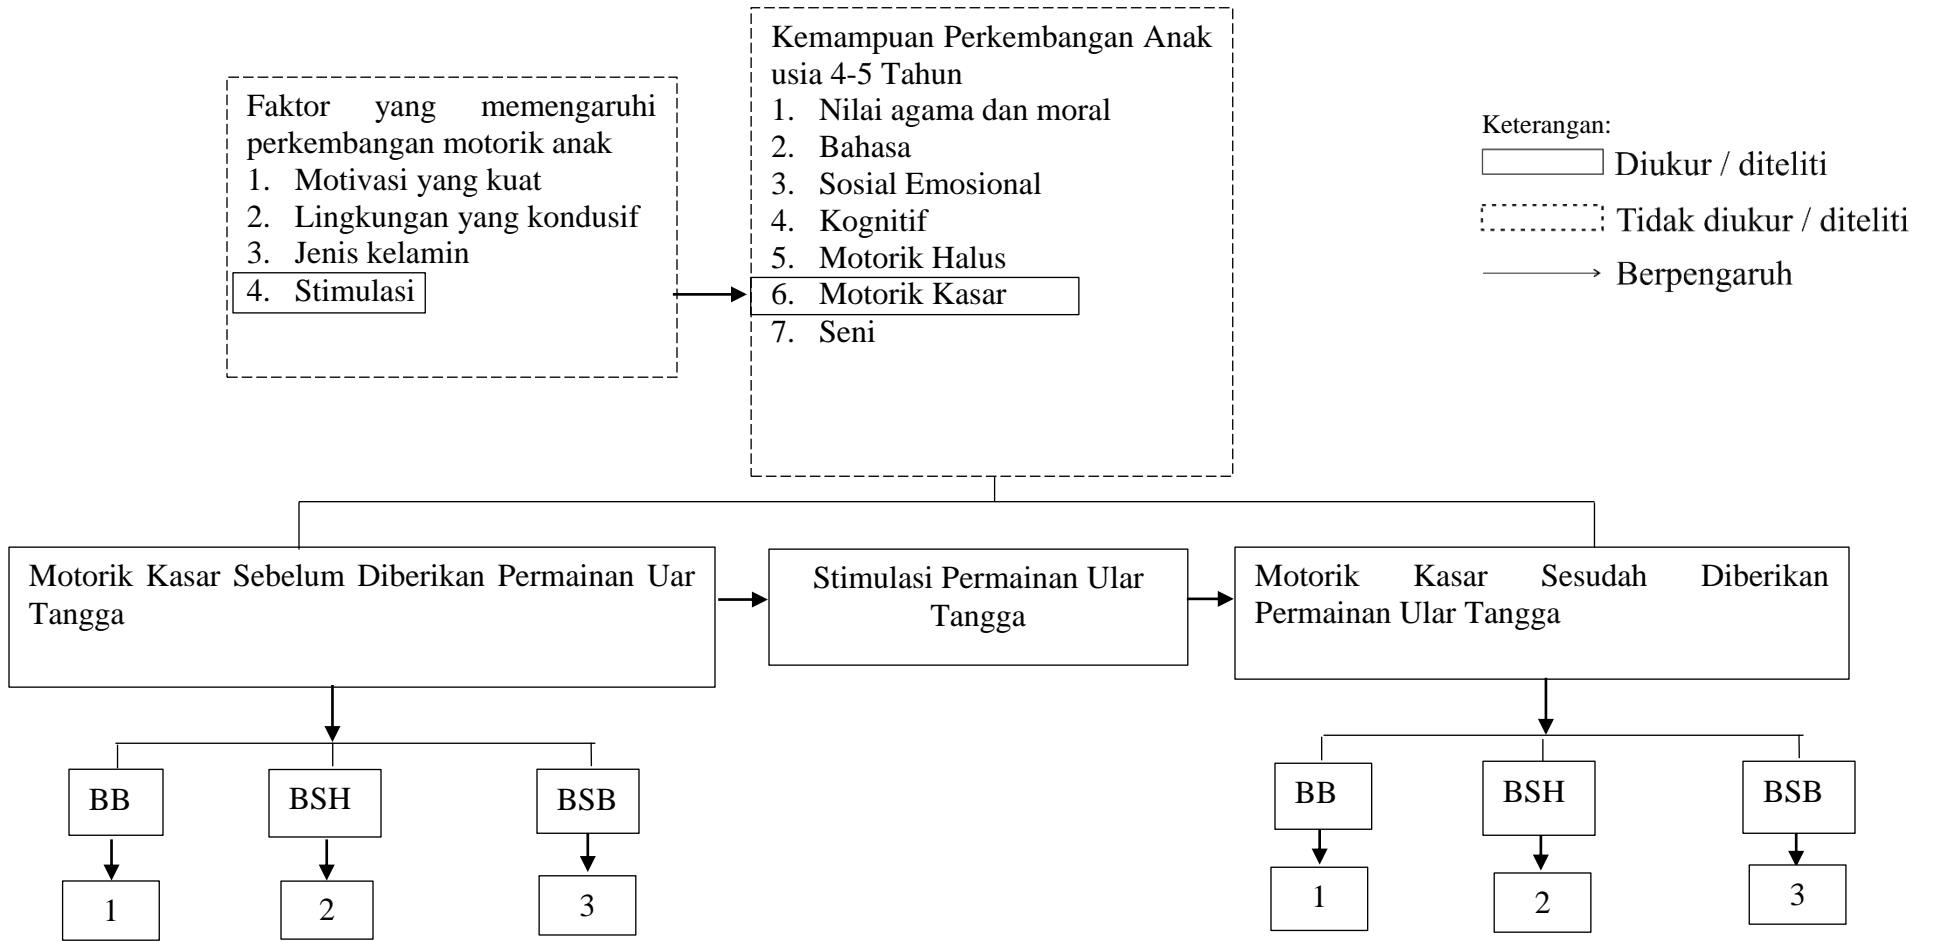 Kemampuan Perkembangan Anak
usia 4-5 Tahun
1. Nilai agama dan moral
2. Bahasa
3. Sosial Emosional
4. Kognitif
5. Motorik Halus
6. Motorik Kasar
7. Seni
Faktor yang memengaruhi
perkembangan motorik anak
1. Motivasi yang kuat
2. Lingkungan yang kondusif
3. Jenis kelamin
4. Stimulasi
Keterangan:
Diukur / diteliti
Tidak diukur / diteliti
Berpengaruh
Motorik Kasar Sebelum Diberikan Permainan Uar
Tangga
Stimulasi Permainan Ular
Tangga
Motorik Kasar Sesudah Diberikan
Permainan Ular Tangga
BB
BSH
BSB
BB
BSH
BSB
1
2
3
1
2
3